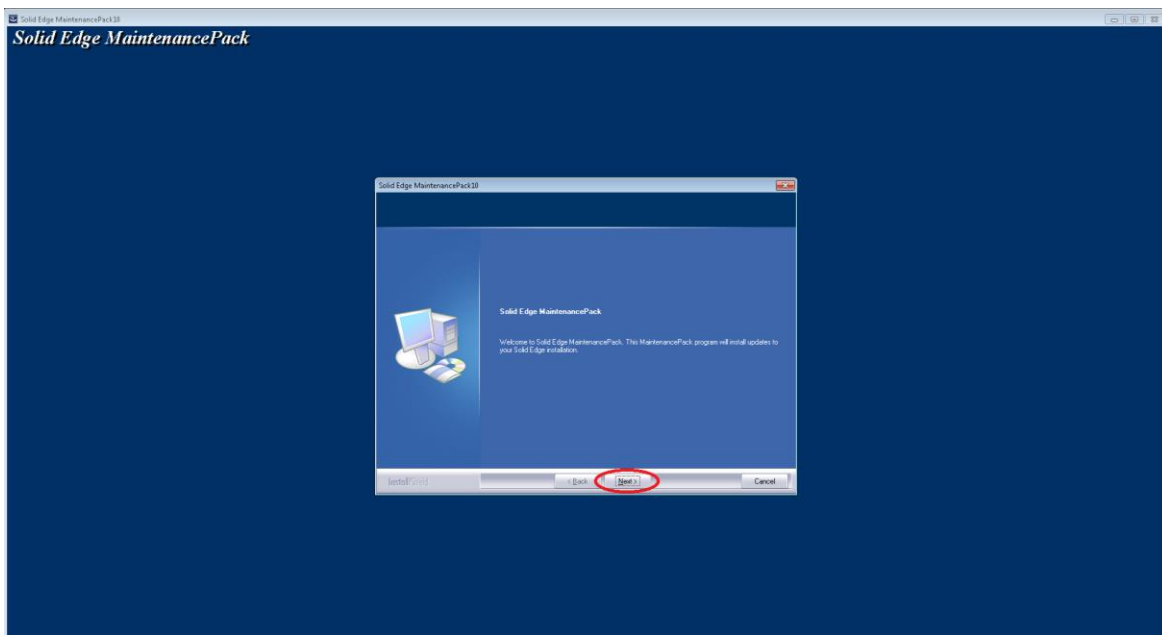 Solid Edge MaintenancePack10
Solid Edge MaintenancePack
Solid Edge MaintenancePack10
Solid Edge MaintenancePack
Welcome to Solid Edge MaintenancePack. This MaintenancePack program will install updates to
your Solid Edge installation.
InstallShield
< Back
Next >
Cancel